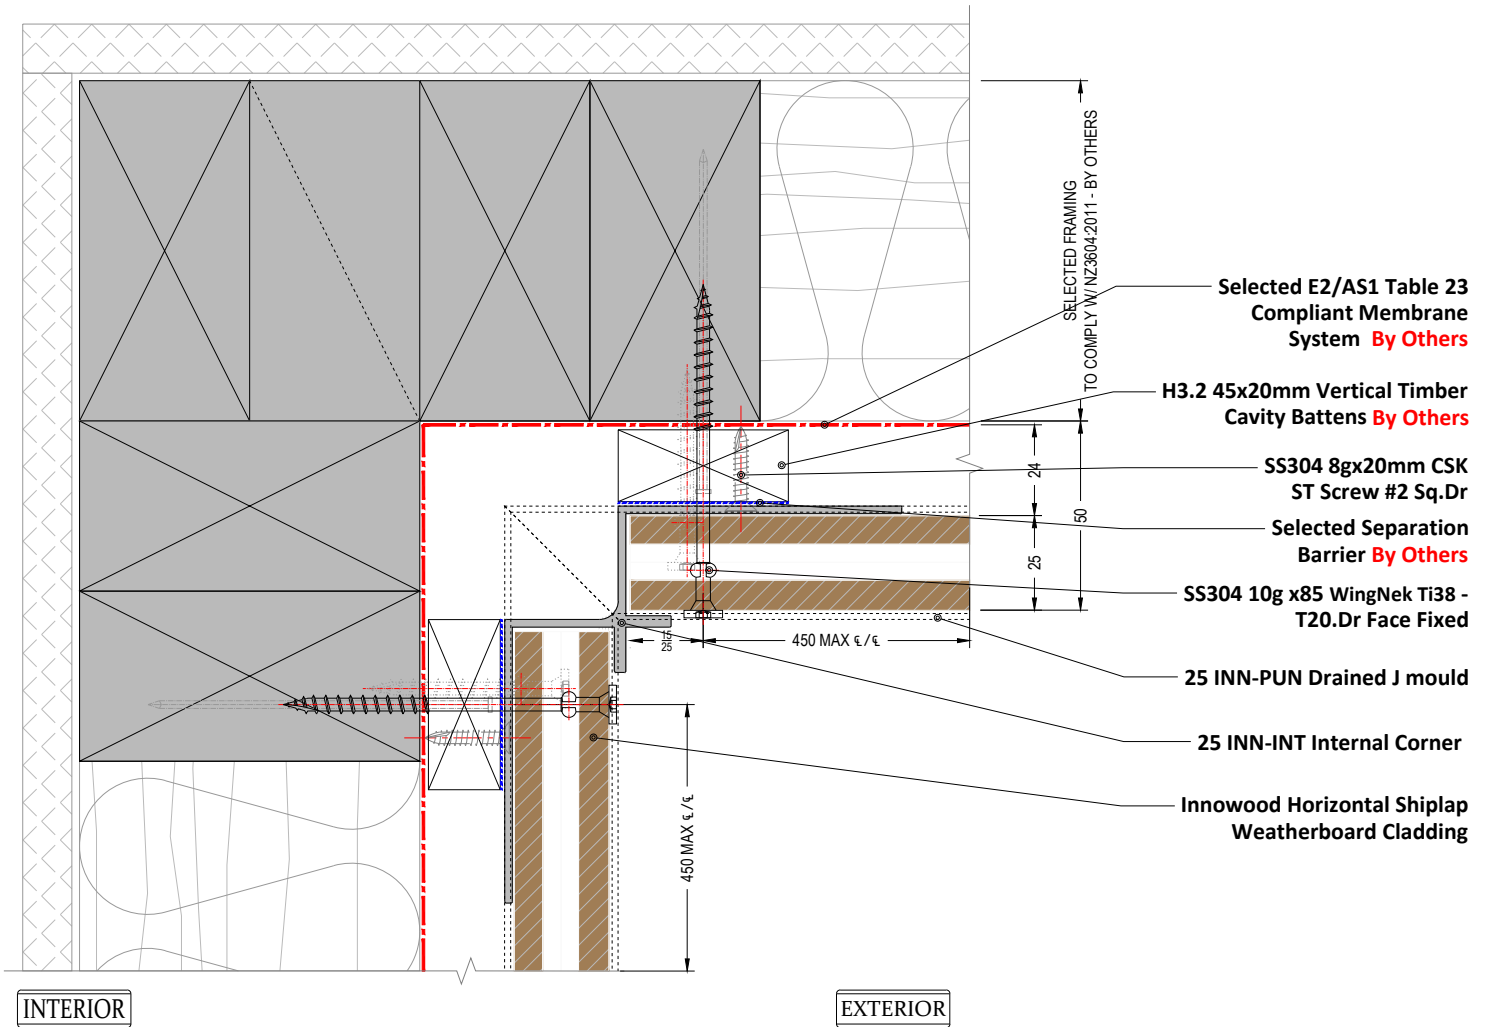 SELECTED FRAMING
TO COMPLY W/ NZ3604:2011 - BY OTHERS
Selected E2/AS1 Table 23
Compliant Membrane
System By Others
H3.2 45x20mm Vertical Timber
Cavity Battens By Others
SS304 8gx20mm CSK
ST Screw #2 Sq.Dr
Selected Separation
Barrier By Others
SS304 10g x85 WingNek Ti38 -
T20.Dr Face Fixed
25 INN-PUN Drained J mould
25 INN-INT Internal Corner
Innowood Horizontal Shiplap
Weatherboard Cladding
24
50
25
15
25
450 MAX ℄/℄
450 MAX ℄/℄
INTERIOR
EXTERIOR